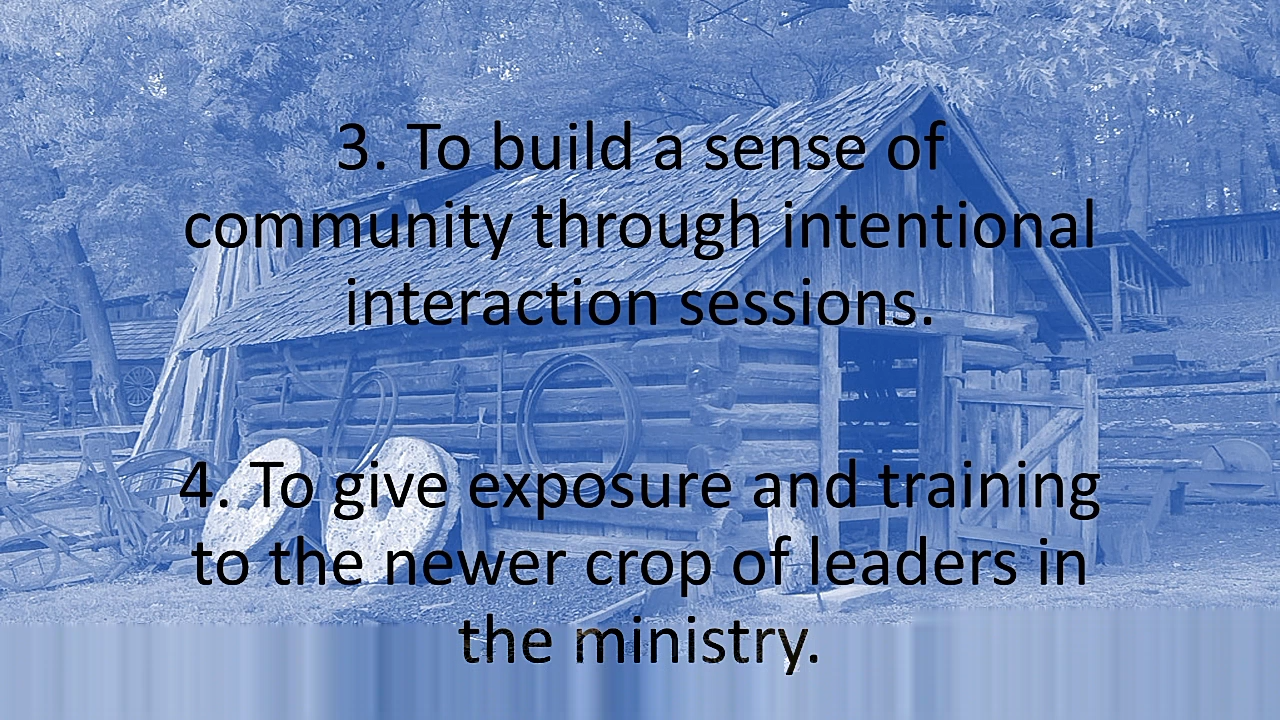 3. To build a sense of
community through intentional
interaction sessions.
4. To give exposure and training
to the newer crop of leaders in
the ministry.